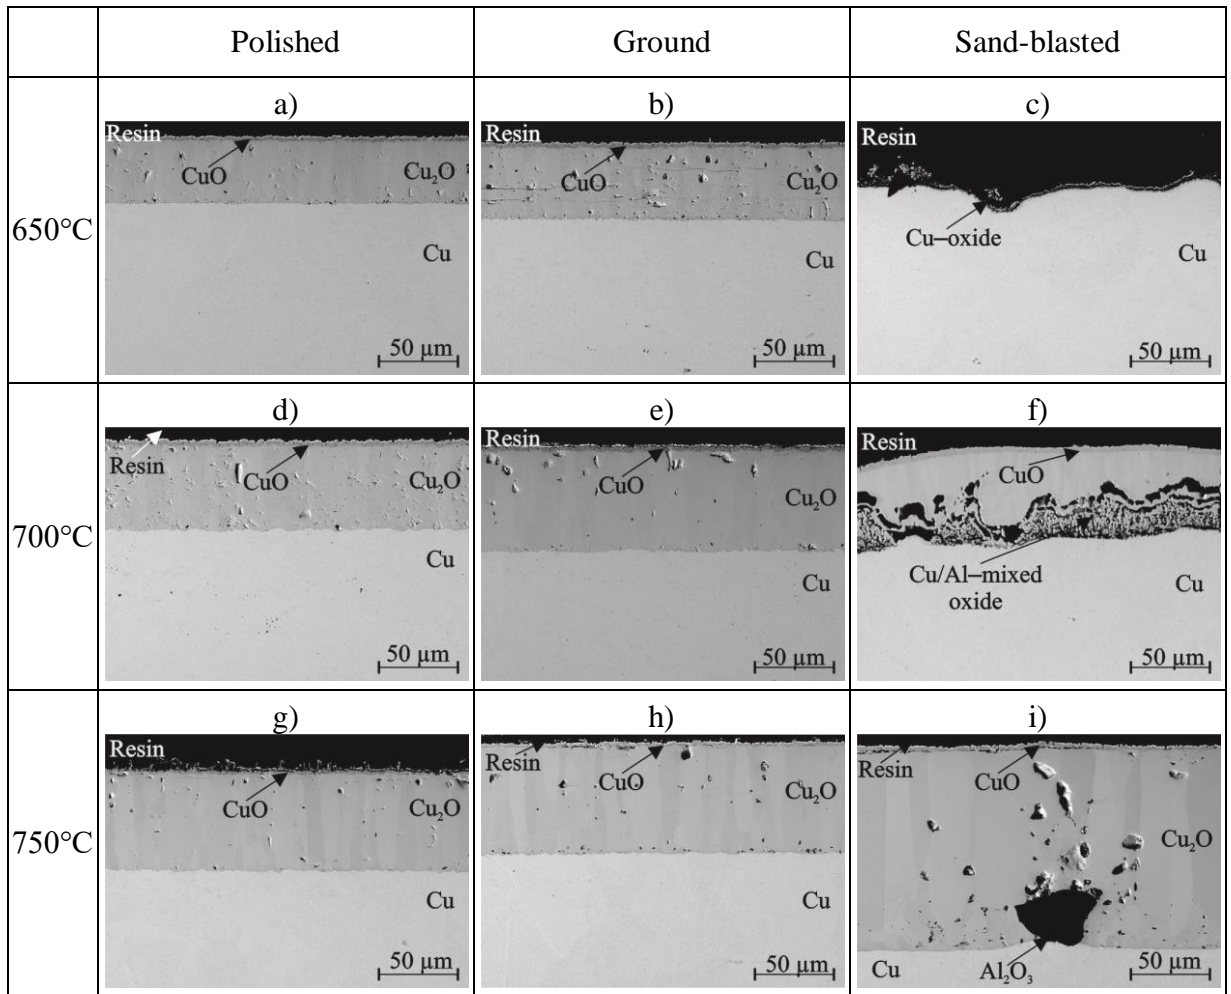 Polished
Ground
Sand-blasted
650°C
a)
Resin
CuO
Cu₂O
Cu
50 µm
b)
Resin
CuO
Cu₂O
Cu
50 µm
c)
Resin
Cu–oxide
Cu
50 µm
700°C
d)
Resin
CuO
Cu₂O
Cu
50 µm
e)
Resin
CuO
Cu₂O
Cu
50 µm
f)
Resin
CuO
Cu/Al–mixed
oxide
Cu
50 µm
750°C
g)
Resin
CuO
Cu₂O
Cu
50 µm
h)
Resin
CuO
Cu₂O
Cu
50 µm
i)
Resin
CuO
Cu₂O
Cu
Al₂O₃
50 µm